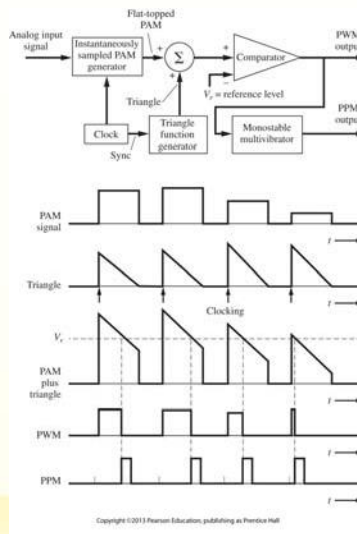 Flat-topped
PAM
PWM
output
Analog input
signal
Instantaneously
sampled PAM
generator
+
Σ
+
+
−
Comparator
Triangle
Vr = reference level
PPM
output
Clock
Triangle
function
generator
Monostable
multivibrator
Sync
PAM
signal
t
Triangle
t
Clocking
Vr
PAM
plus
triangle
t
PWM
t
PPM
t
Copyright ©2013 Pearson Education, publishing as Prentice Hall